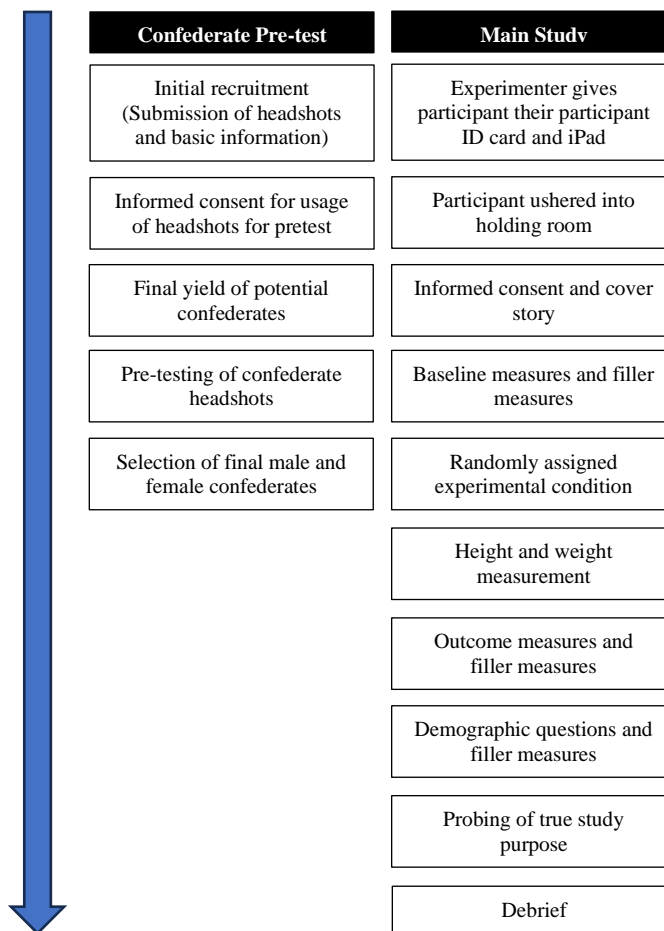 Confederate Pre-test
Initial recruitment
(Submission of headshots
and basic information)
Informed consent for usage
of headshots for pretest
Final yield of potential
confederates
Pre-testing of confederate
headshots
Selection of final male and
female confederates
Main Study
Experimenter gives
participant their participant
ID card and iPad
Participant ushered into
holding room
Informed consent and cover
story
Baseline measures and filler
measures
Randomly assigned
experimental condition
Height and weight
measurement
Outcome measures and
filler measures
Demographic questions and
filler measures
Probing of true study
purpose
Debrief